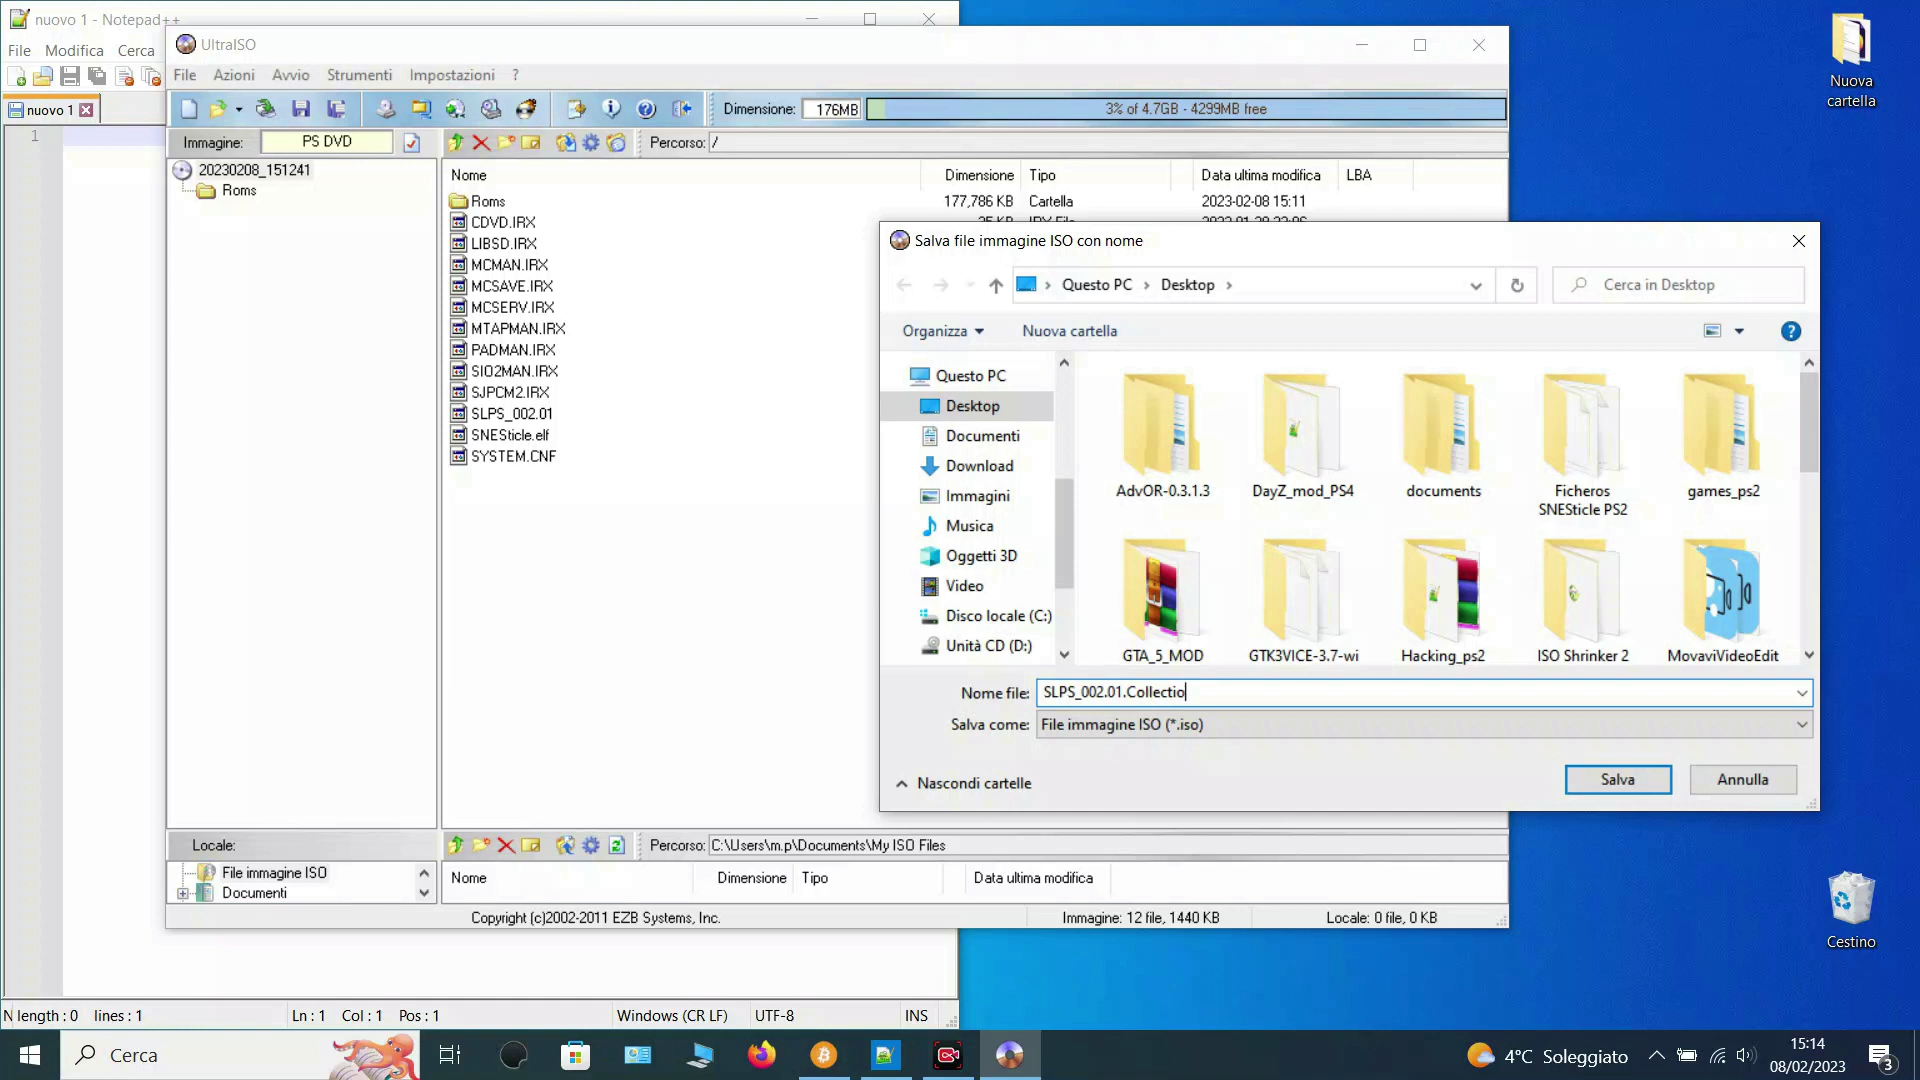 nuovo 1 - Notepad++
File Modifica Cerca
nuovo 1
1
UltraISO
File Azioni Avvio Strumenti Impostazioni ?
Dimensione: 176MB 3% of 4.7GB - 4299MB free
Immagine: PS DVD
Percorso: /
20230208_151241
Roms
Nome Dimensione Tipo Data ultima modifica LBA
Roms 177,786 KB Cartella 2023-02-08 15:11
CDVD.IRX
LIBSD.IRX
MCMAN.IRX
MCSAVE.IRX
MCSERV.IRX
MTAPMAN.IRX
PADMAN.IRX
SIO2MAN.IRX
SJPCM2.IRX
SLPS_002.01
SNESticle.elf
SYSTEM.CNF
Salva file immagine ISO con nome
Questo PC Desktop
Cerca in Desktop
Organizza Nuova cartella
Questo PC
Desktop
Documenti
Download
Immagini
Musica
Oggetti 3D
Video
Disco locale (C:)
Unità CD (D:)
AdvOR-0.3.1.3
DayZ_mod_PS4
documents
Ficheros
SNESticle PS2
games_ps2
GTA_5_MOD
GTK3VICE-3.7-wi
Hacking_ps2
ISO Shrinker 2
MovaviVideoEdit
Nome file: SLPS_002.01.Collectio
Salva come: File immagine ISO (*.iso)
Nascondi cartelle
Salva Annulla
Locale:
Percorso: C:\Users\m.p\Documents\My ISO Files
File immagine ISO
Documenti
Nome Dimensione Tipo Data ultima modifica
Copyright (c)2002-2011 EZB Systems, Inc. Immagine: 12 file, 1440 KB Locale: 0 file, 0 KB
N length : 0 lines : 1 Ln : 1 Col : 1 Pos : 1 Windows (CR LF) UTF-8 INS
Nuova
cartella
Cestino
Cerca
4°C Soleggiato
15:14
08/02/2023
3